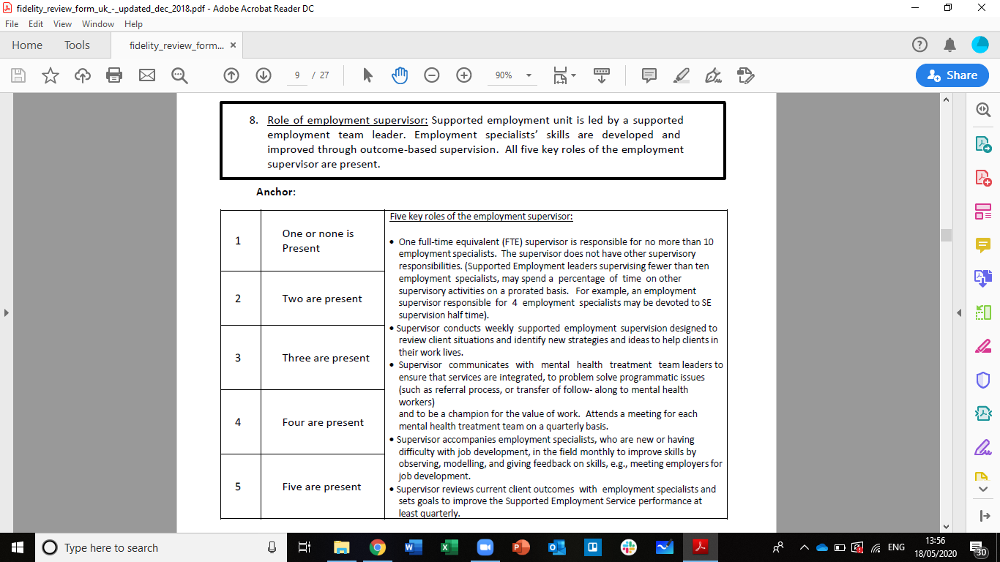 fidelity_review_form_uk_-_updated_dec_2018.pdf - Adobe Acrobat Reader DC
File Edit View Window Help
Home Tools fidelity_review_form... ×
9 / 27 90% Share
8. Role of employment supervisor: Supported employment unit is led by a supported
employment team leader. Employment specialists’ skills are developed and
improved through outcome-based supervision. All five key roles of the employment
supervisor are present.
Anchor:
1 One or none is
Present
2 Two are present
3 Three are present
4 Four are present
5 Five are present
Five key roles of the employment supervisor:
• One full-time equivalent (FTE) supervisor is responsible for no more than 10
employment specialists. The supervisor does not have other supervisory
responsibilities. (Supported Employment leaders supervising fewer than ten
employment specialists, may spend a percentage of time on other
supervisory activities on a prorated basis. For example, an employment
supervisor responsible for 4 employment specialists may be devoted to SE
supervision half time).
• Supervisor conducts weekly supported employment supervision designed to
review client situations and identify new strategies and ideas to help clients in
their work lives.
• Supervisor communicates with mental health treatment team leaders to
ensure that services are integrated, to problem solve programmatic issues
(such as referral process, or transfer of follow- along to mental health
workers)
and to be a champion for the value of work. Attends a meeting for each
mental health treatment team on a quarterly basis.
• Supervisor accompanies employment specialists, who are new or having
difficulty with job development, in the field monthly to improve skills by
observing, modelling, and giving feedback on skills, e.g., meeting employers for
job development.
• Supervisor reviews current client outcomes with employment specialists and
sets goals to improve the Supported Employment Service performance at
least quarterly.
Type here to search
ENG
13:56
18/05/2020
30